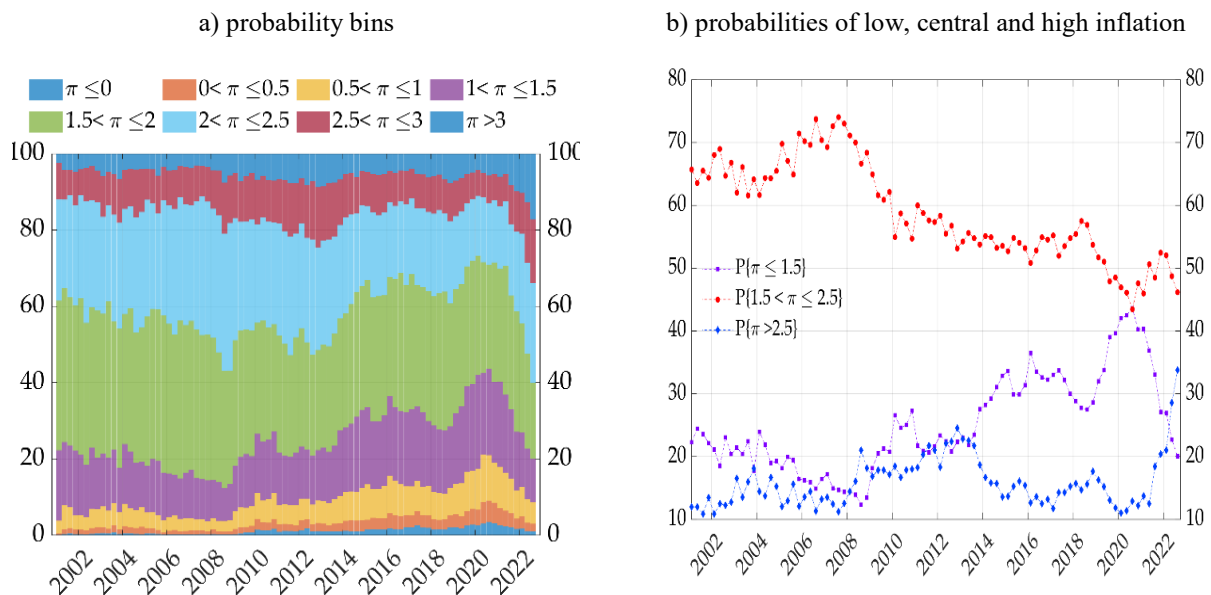 a) probability bins
π ≤0 0< π ≤0.5 0.5< π ≤1 1< π ≤1.5
1.5< π ≤2 2< π ≤2.5 2.5< π ≤3 π >3
100 100
80 80
60 60
40 40
20 20
0 0
2002 2004 2006 2008 2010 2012 2014 2016 2018 2020 2022
b) probabilities of low, central and high inflation
80 80
70 70
60 60
50 50
P{π ≤ 1.5}
P{1.5 < π ≤ 2.5}
P{π >2.5}
40 40
30 30
20 20
10 10
2002 2004 2006 2008 2010 2012 2014 2016 2018 2020 2022